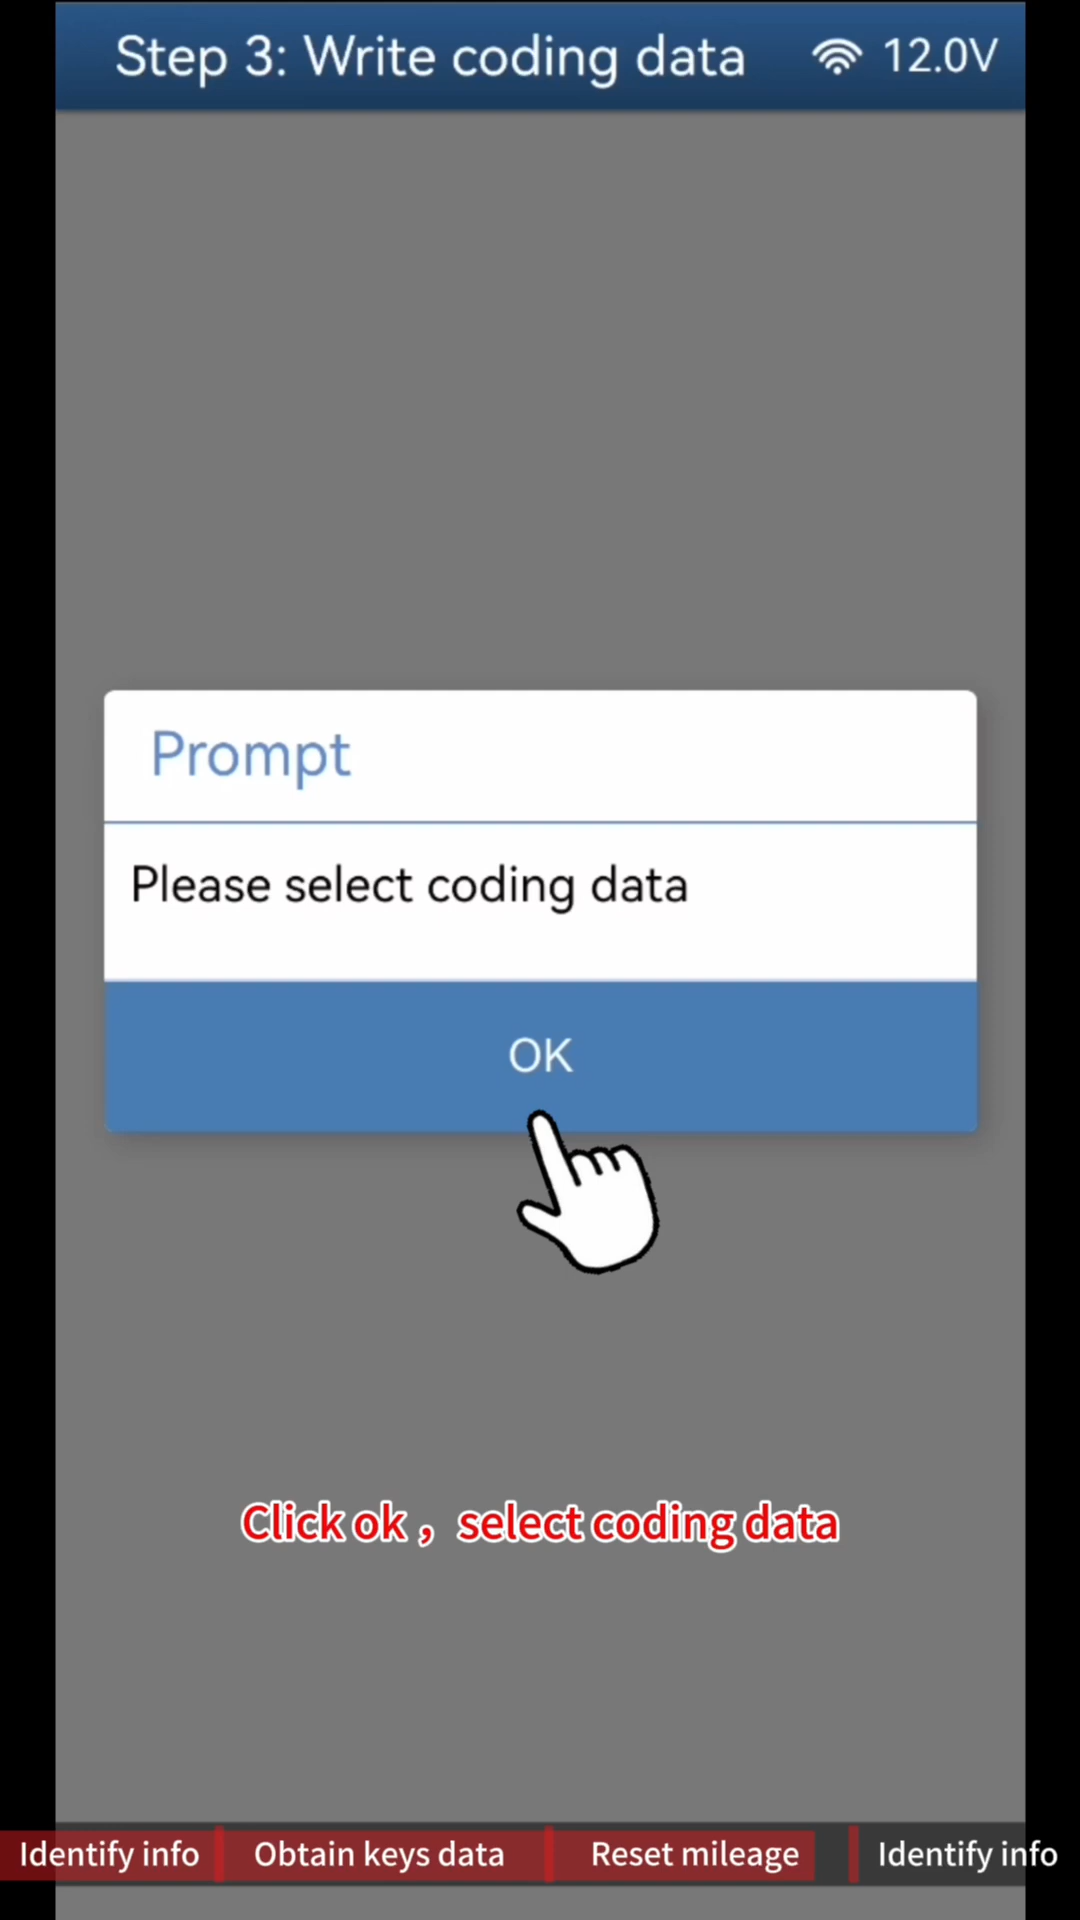 Step 3: Write coding data 12.0V
Prompt
Please select coding data
OK
Click ok，select coding data
Identify info Obtain keys data Reset mileage Identify info